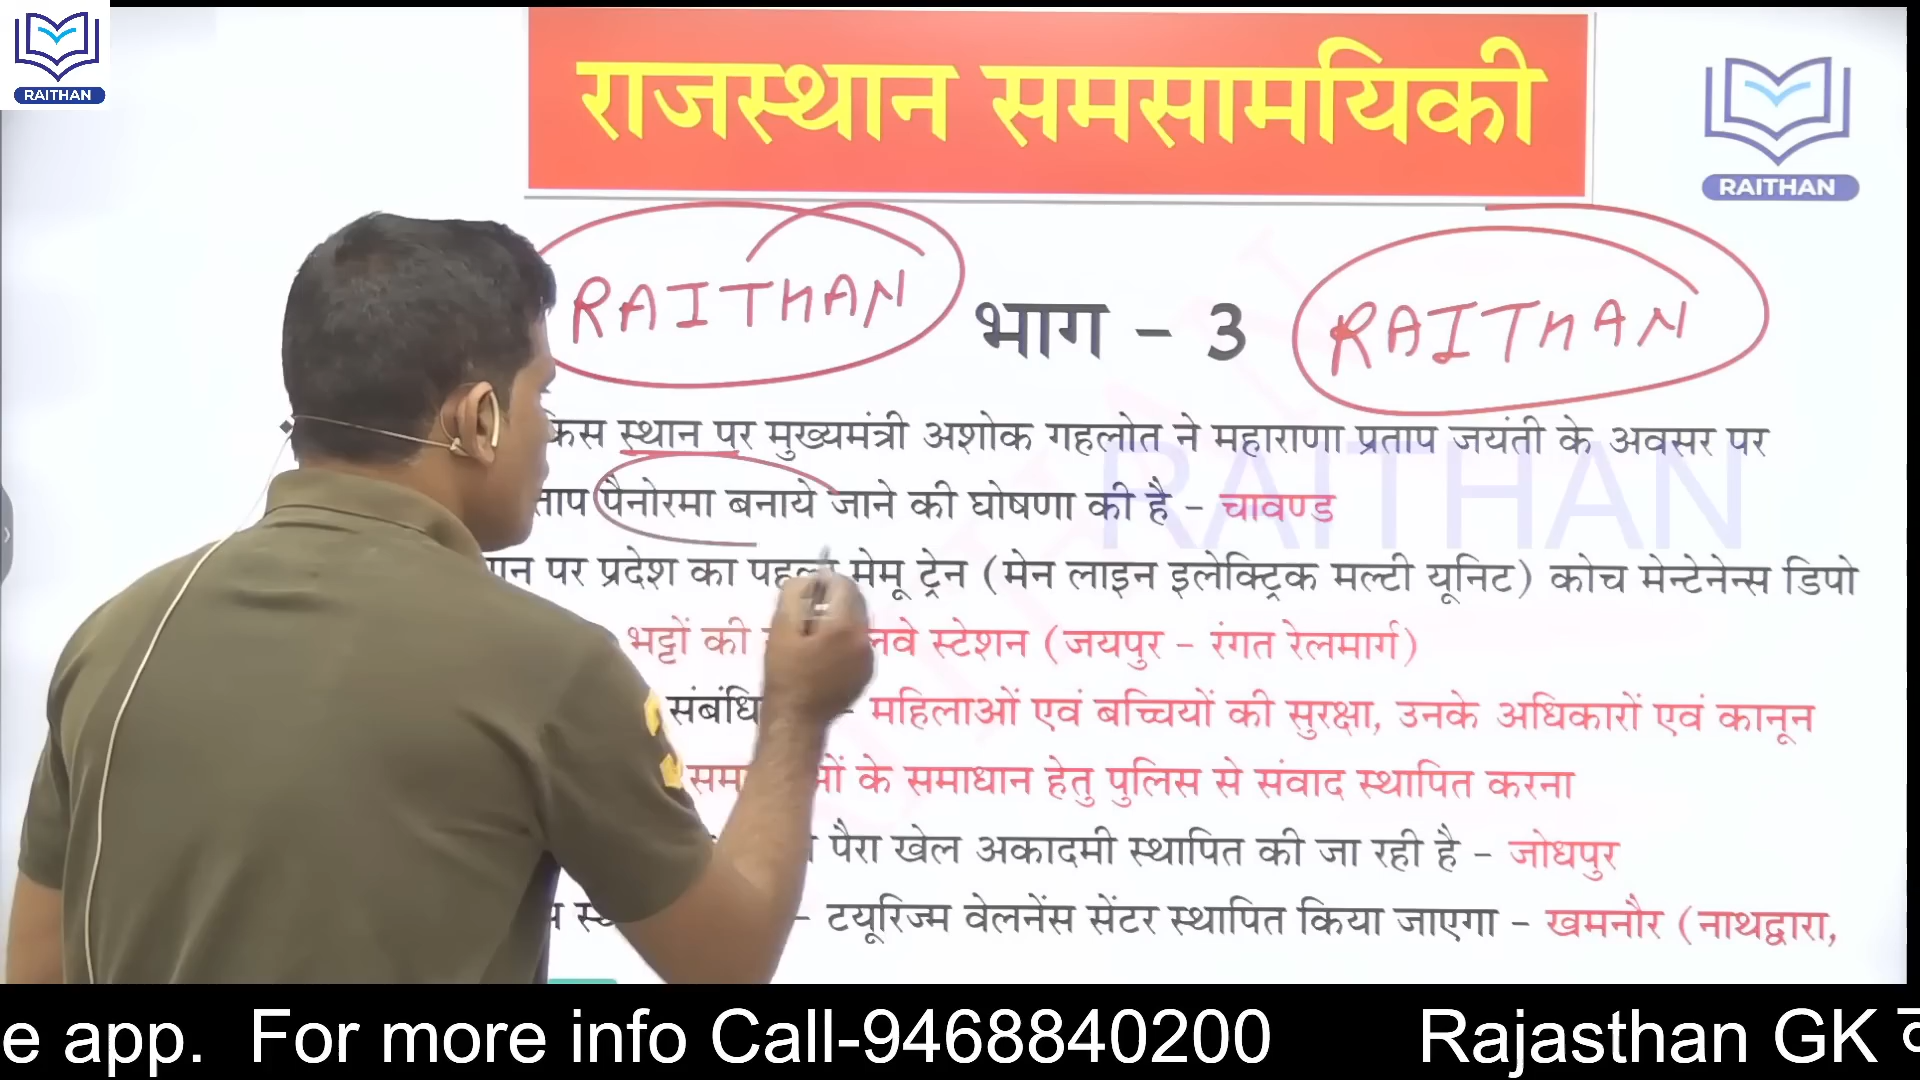 RAITHAN
राजस्थान समसामयिकी
RAITHAN
RAITHAN
भाग - 3
RAITHAN
किस स्थान पर मुख्यमंत्री अशोक गहलोत ने महाराणा प्रताप जयंती के अवसर पर
पैनोरमा बनाये जाने की घोषणा की है - चावण्ड
RAITHAN
पर प्रदेश का पहला मेमू ट्रेन (मेन लाइन इलेक्ट्रिक मल्टी यूनिट) कोच मेन्टेनेन्स डिपो
भट्टों की स्टेशन (जयपुर - रंगत रेलमार्ग)
- महिलाओं एवं बच्चियों की सुरक्षा, उनके अधिकारों एवं कानून
के समाधान हेतु पुलिस से संवाद स्थापित करना
पैरा खेल अकादमी स्थापित की जा रही है - जोधपुर
- टयूरिज्म वेलनेंस सेंटर स्थापित किया जाएगा - खमनौर (नाथद्वारा,
e app. For more info Call-9468840200 Rajasthan GK